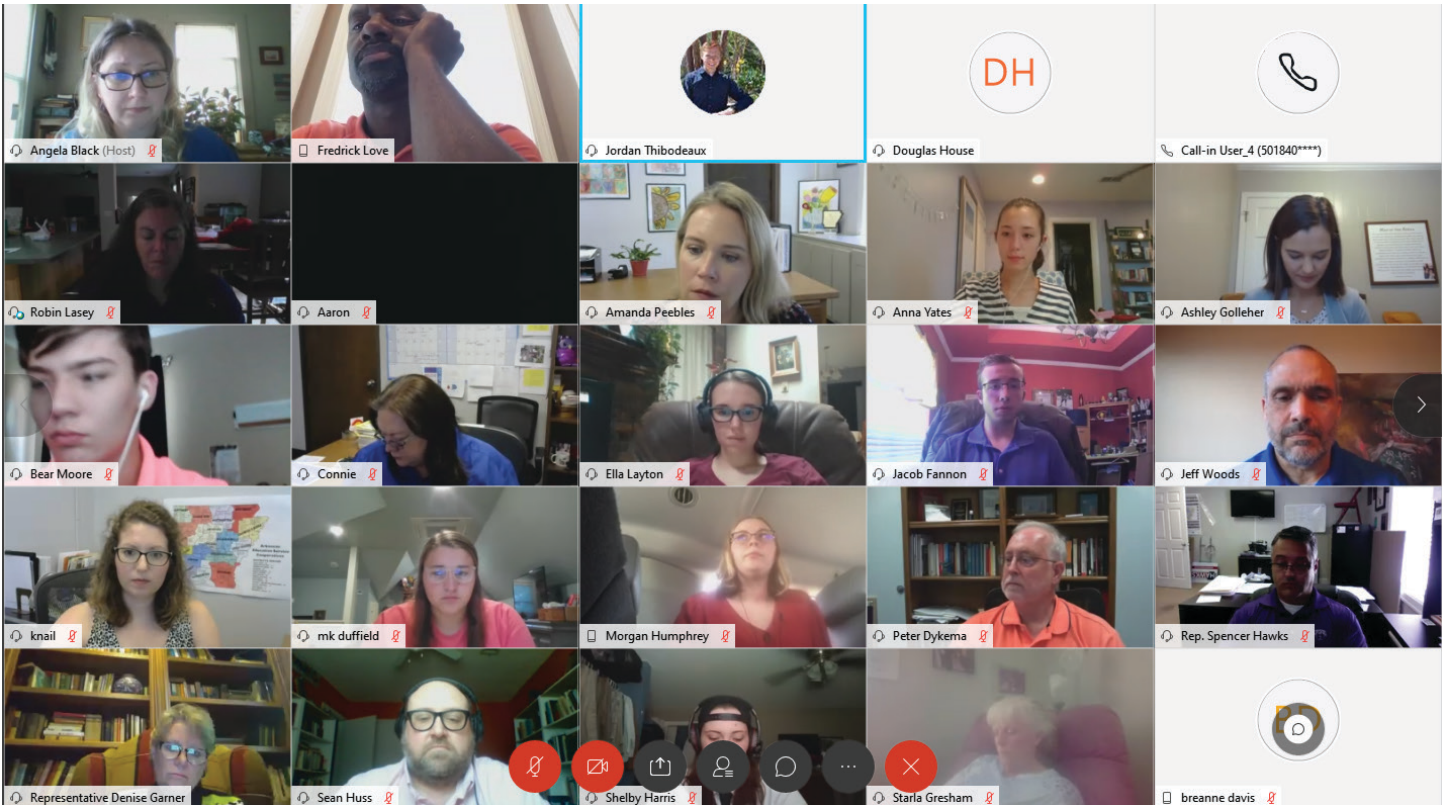 Angela Black (Host)
Fredrick Love
Jordan Thibodeaux
DH
Douglas House
Call-in User_4 (501840****)
Robin Lasey
Aaron
Amanda Peebles
Anna Yates
Ashley Golleher
Bear Moore
Connie
Ella Layton
Jacob Fannon
Jeff Woods
knail
mk duffield
Morgan Humphrey
Peter Dykema
Rep. Spencer Hawks
Representative Denise Garner
Sean Huss
Shelby Harris
Starla Gresham
BD
breanne davis